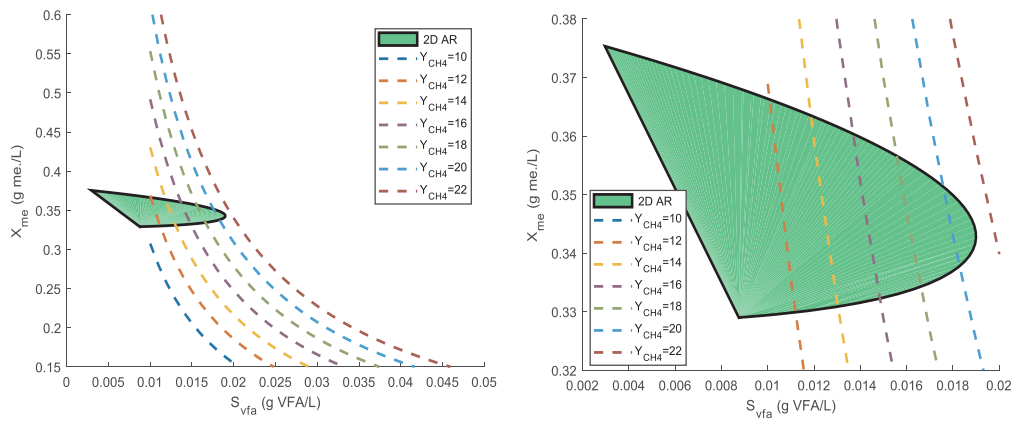 0.6
0.55
0.5
0.45
0.4
0.35
0.3
0.25
0.2
0.15
0 0.005 0.01 0.015 0.02 0.025 0.03 0.035 0.04 0.045 0.05
X_me (g me./L)
S_vfa (g VFA/L)
2D AR
Y_CH4=10
Y_CH4=12
Y_CH4=14
Y_CH4=16
Y_CH4=18
Y_CH4=20
Y_CH4=22
0.38
0.37
0.36
0.35
0.34
0.33
0.32
0.002 0.004 0.006 0.008 0.01 0.012 0.014 0.016 0.018 0.02
X_me (g me./L)
S_vfa (g VFA/L)
2D AR
Y_CH4=10
Y_CH4=12
Y_CH4=14
Y_CH4=16
Y_CH4=18
Y_CH4=20
Y_CH4=22